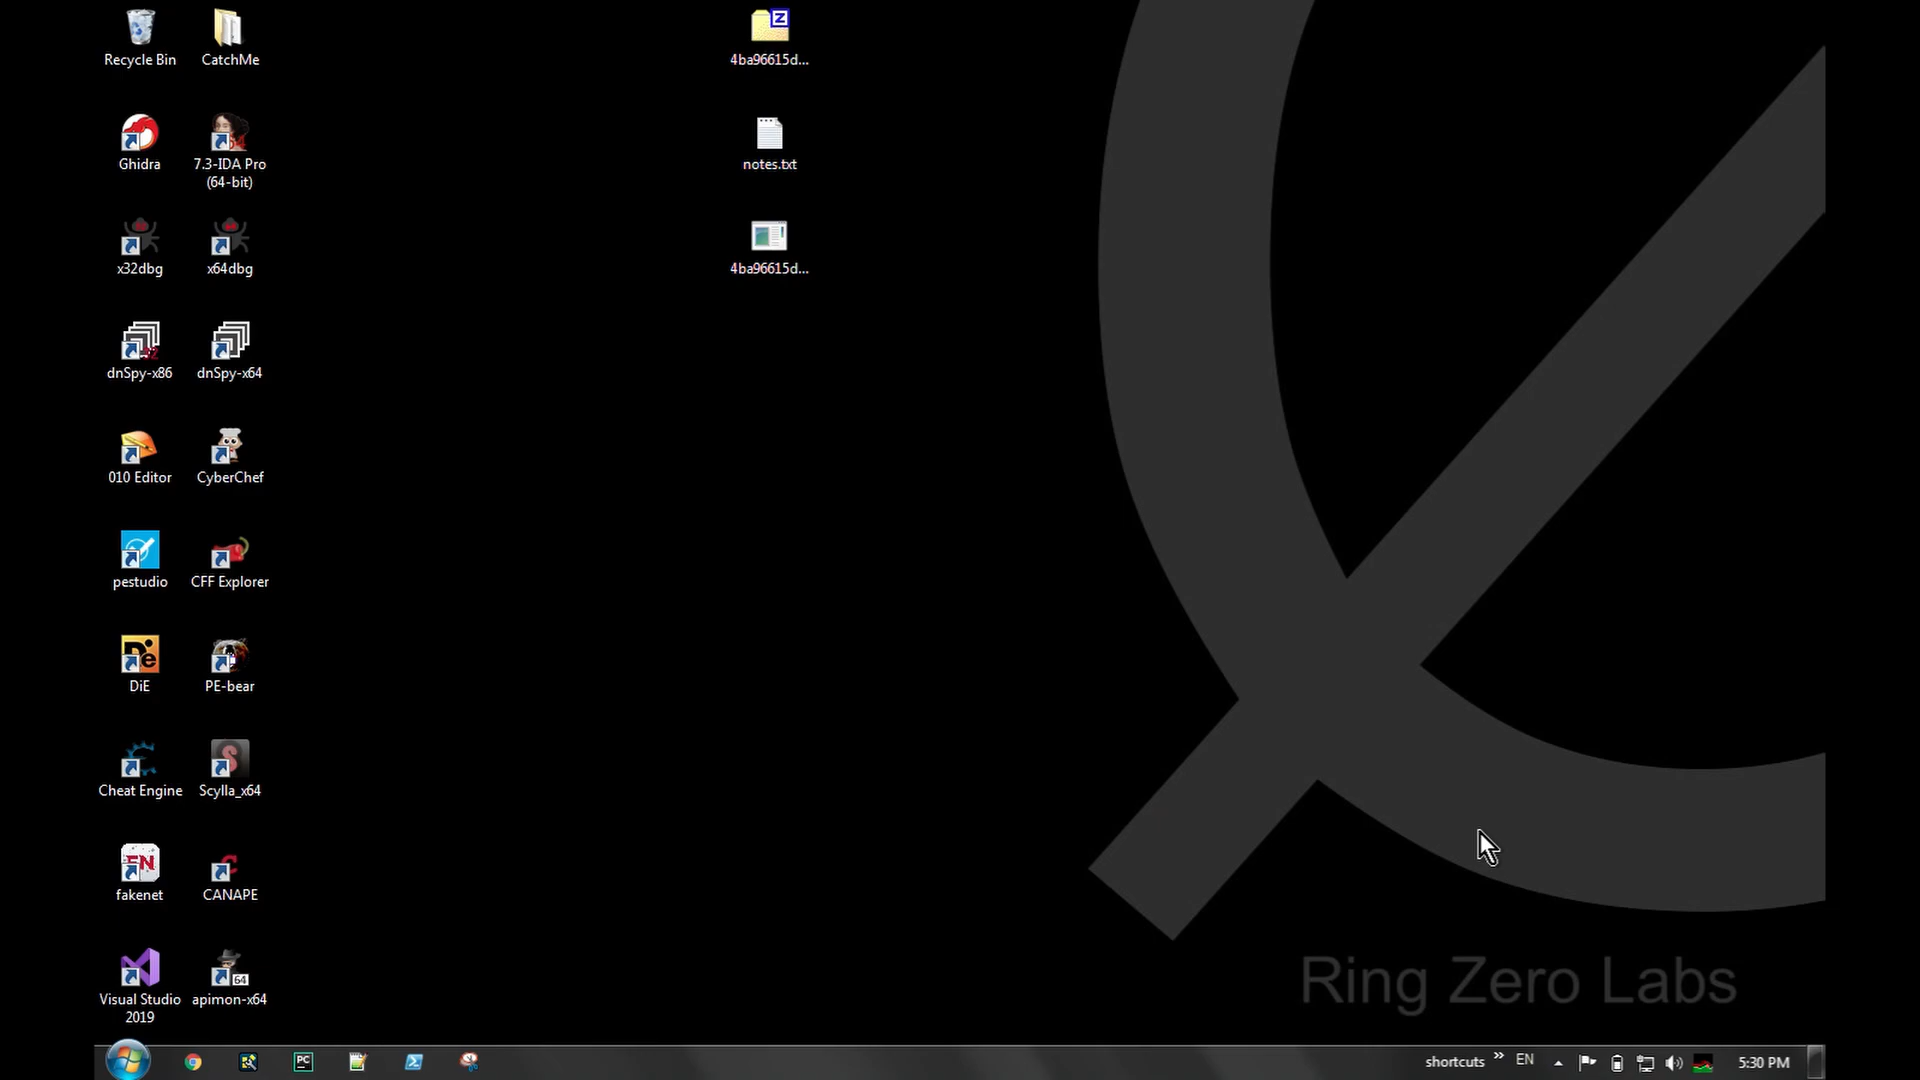 Recycle Bin
CatchMe
4ba96615d...
Ghidra
7.3-IDA Pro
(64-bit)
notes.txt
x32dbg
x64dbg
4ba96615d...
dnSpy-x86
dnSpy-x64
010 Editor
CyberChef
pestudio
CFF Explorer
DiE
PE-bear
Cheat Engine
Scylla_x64
fakenet
CANAPE
Visual Studio
2019
apimon-x64
Ring Zero Labs
shortcuts
EN
5:30 PM